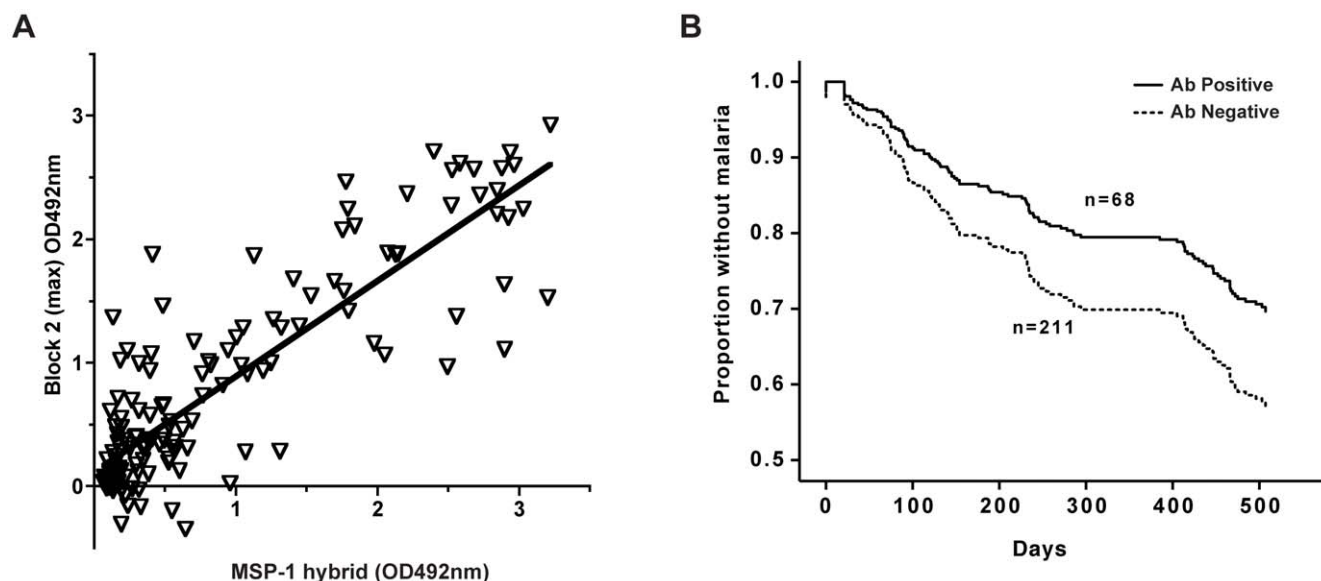 A
Block 2 (max) OD492nm
3
2
1
0
1
2
3
MSP-1 hybrid (OD492nm)
B
Proportion without malaria
1.0
0.9
0.8
0.7
0.6
0.5
Ab Positive
Ab Negative
n=68
n=211
0
100
200
300
400
500
Days